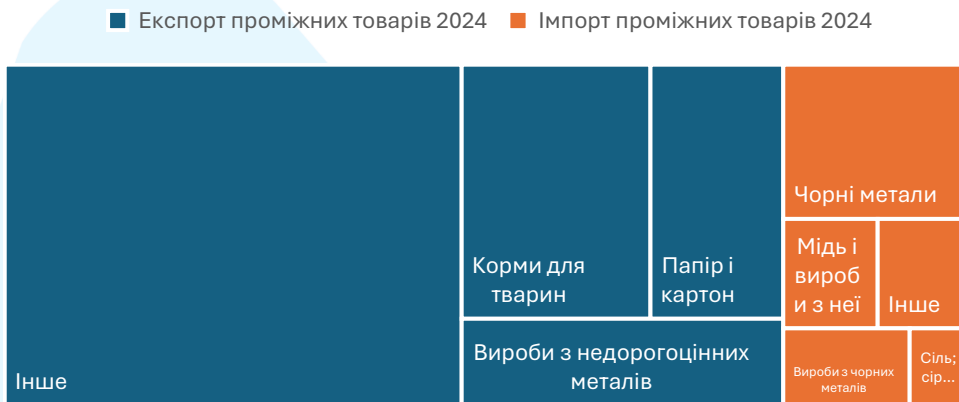 Експорт проміжних товарів 2024
Імпорт проміжних товарів 2024
Інше
Корми для
тварин
Папір і
картон
Вироби з недорогоцінних
металів
Чорні метали
Мідь і
вироб
и з неї
Інше
Вироби з чорних
металів
Сіль;
сір...